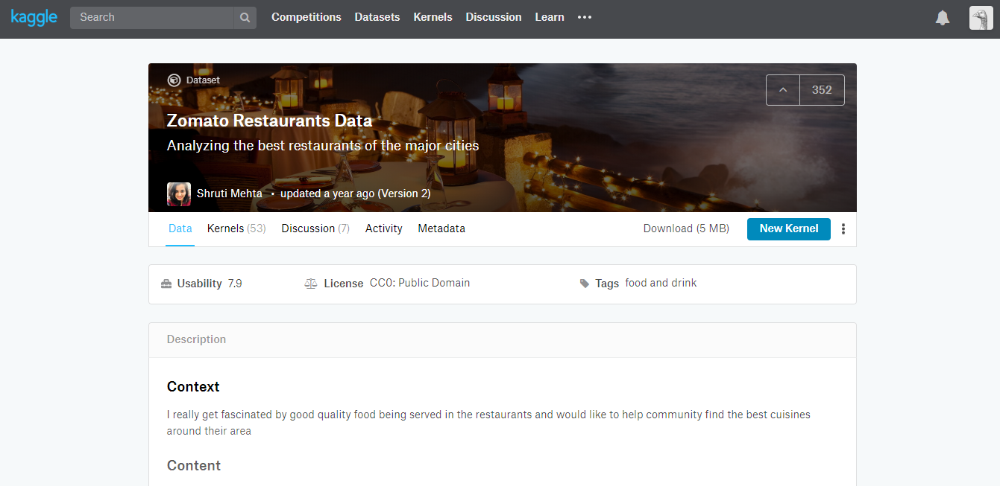 kaggle
Search
Competitions Datasets Kernels Discussion Learn
Dataset
352
Zomato Restaurants Data
Analyzing the best restaurants of the major cities
Shruti Mehta • updated a year ago (Version 2)
Data Kernels (53) Discussion (7) Activity Metadata Download (5 MB) New Kernel
Usability 7.9 License CC0: Public Domain Tags food and drink
Description
Context
I really get fascinated by good quality food being served in the restaurants and would like to help community find the best cuisines
around their area
Content